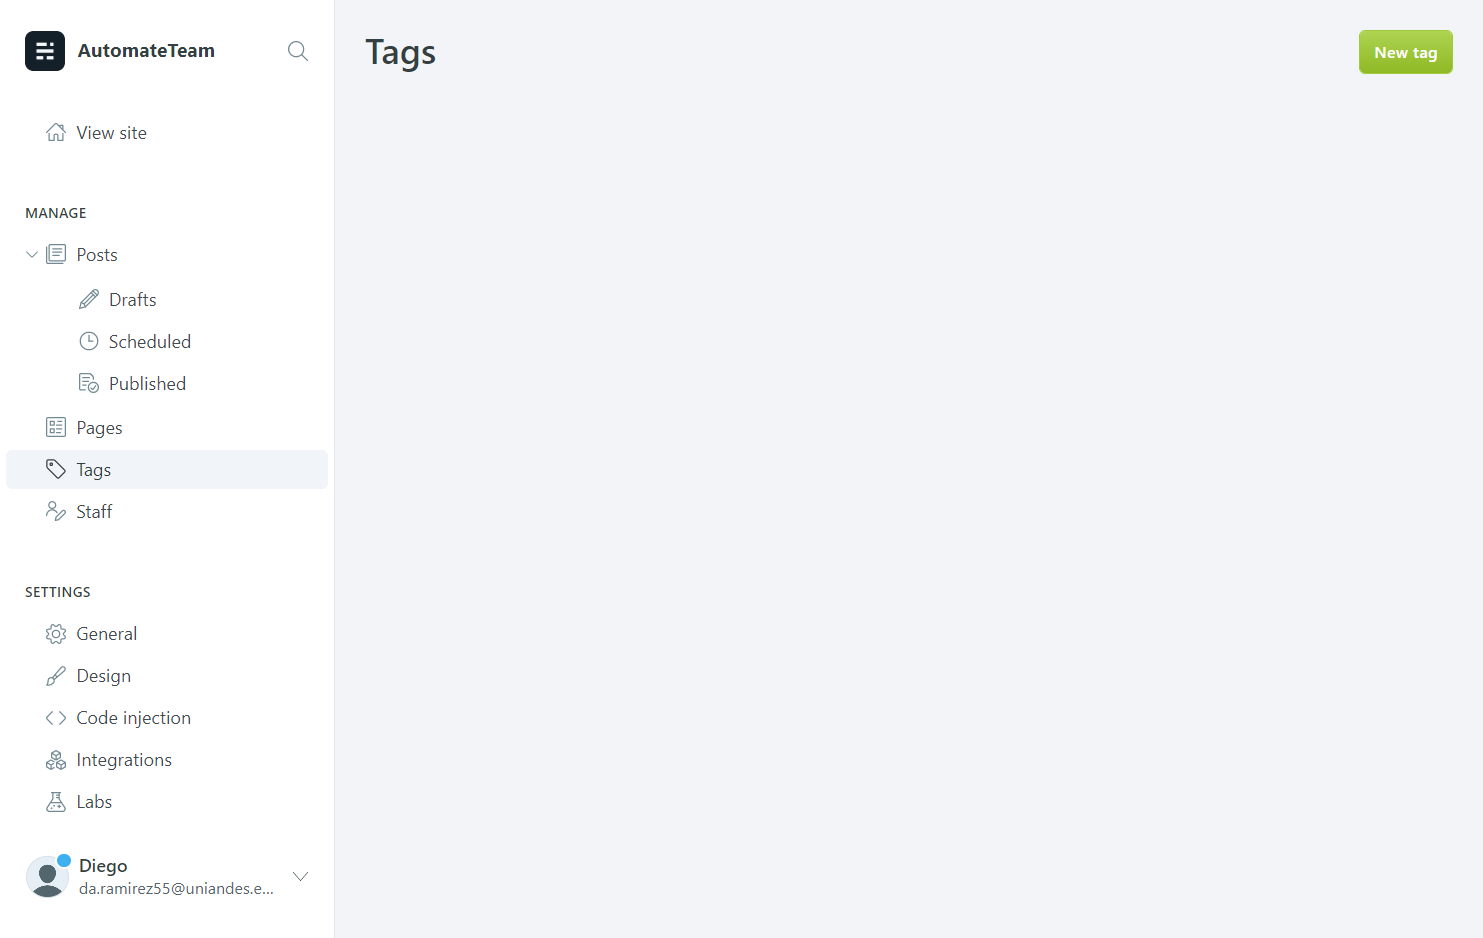 AutomateTeam
View site
MANAGE
Posts
Drafts
Scheduled
Published
Pages
Tags
Staff
SETTINGS
General
Design
Code injection
Integrations
Labs
Diego
da.ramirez55@uniandes.e...
Tags
New tag